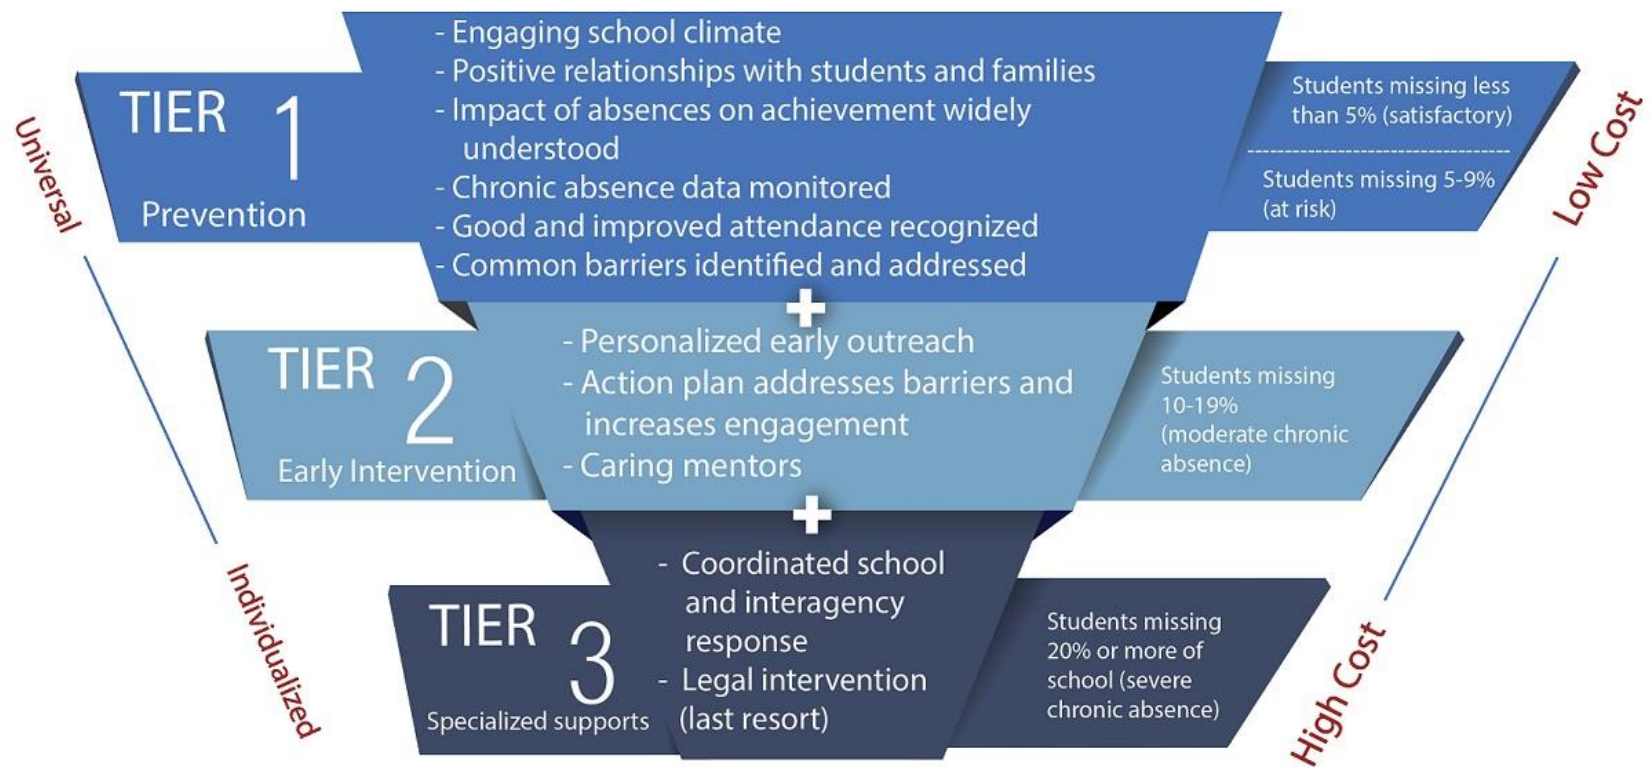 Universal
Individualized
TIER 1
Prevention
- Engaging school climate
- Positive relationships with students and families
- Impact of absences on achievement widely
understood
- Chronic absence data monitored
- Good and improved attendance recognized
- Common barriers identified and addressed
Students missing less
than 5% (satisfactory)
Students missing 5-9%
(at risk)
+
TIER 2
Early Intervention
- Personalized early outreach
- Action plan addresses barriers and
increases engagement
- Caring mentors
Students missing
10-19%
(moderate chronic
absence)
+
TIER 3
Specialized supports
- Coordinated school
and interagency
response
- Legal intervention
(last resort)
Students missing
20% or more of
school (severe
chronic absence)
Low Cost
High Cost